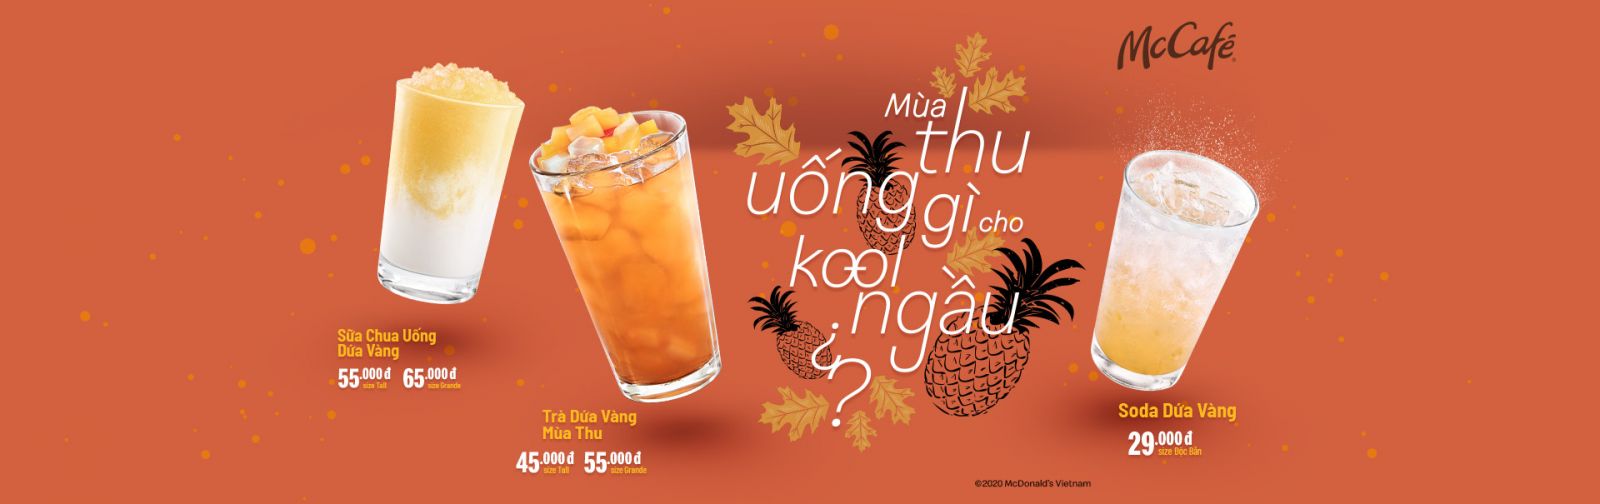 McCafé
Mùa
thu
uống
gì cho
kool
ngầu
¿
?
Sữa Chua Uống
Dứa Vàng
55.000đ size Tall 65.000đ size Grande
Trà Dứa Vàng
Mùa Thu
45.000đ size Tall 55.000đ size Grande
Soda Dứa Vàng
29.000đ size Độc Bản
©2020 McDonald's Vietnam